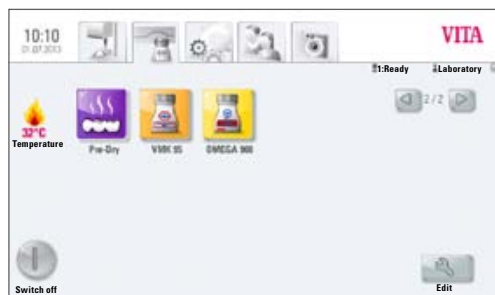 10:10
01.07.2013
VITA
1:Ready
Laboratory
2/2
32°C
Temperature
Pre-Dry
VMK 95
OMEGA 900
Switch off
Edit